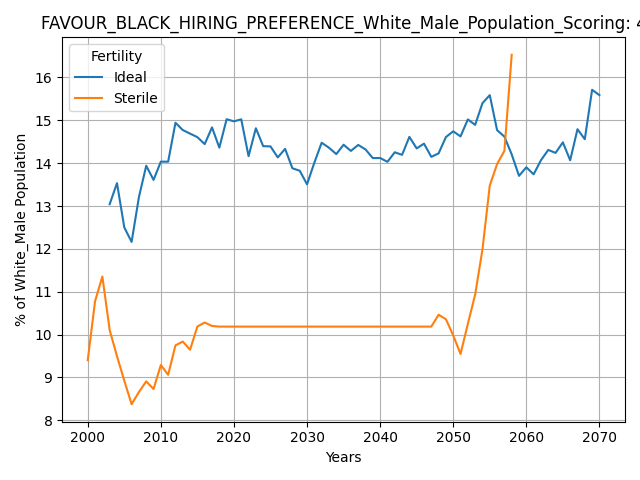 FAVOUR_BLACK_HIRING_PREFERENCE_White_Male_Population_Scoring: 4
Fertility
Ideal
Sterile
16
15
14
13
12
11
10
9
8
% of White_Male Population
2000
2010
2020
2030
2040
2050
2060
2070
Years